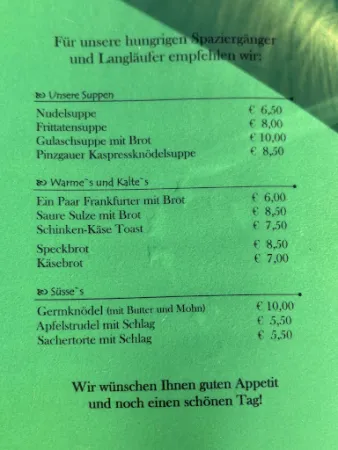 Für unsere hungrigen Spaziergänger
und Langläufer empfehlen wir:
Unsere Suppen
Nudelsuppe € 6,50
Frittatensuppe € 8,00
Gulaschsuppe mit Brot € 10,00
Pinzgauer Kaspressknödelsuppe € 8,50
Warme~s und Kalte~s
Ein Paar Frankfurter mit Brot € 6,00
Saure Sulze mit Brot € 8,50
Schinken-Käse Toast € 7,50
Speckbrot € 8,50
Käsebrot € 7,00
Süsse~s
Germknödel (mit Butter und Mohn) € 10,00
Apfelstrudel mit Schlag € 5,50
Sachertorte mit Schlag € 5,50
Wir wünschen Ihnen guten Appetit
und noch einen schönen Tag!